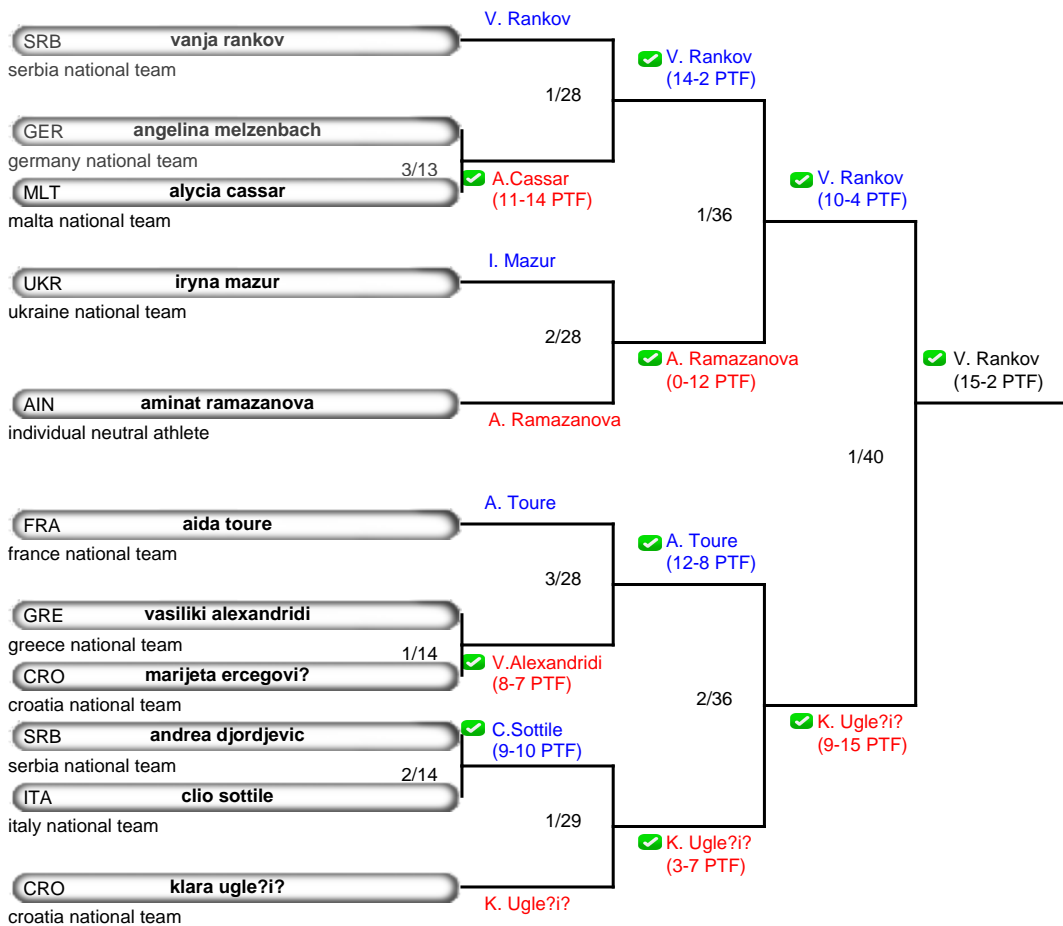 V. Rankov
SRB vanja rankov
serbia national team
V. Rankov
(14-2 PTF)
1/28
GER angelina melzenbach
germany national team
3/13
A.Cassar
(11-14 PTF)
MLT alycia cassar
malta national team
V. Rankov
(10-4 PTF)
1/36
I. Mazur
UKR iryna mazur
ukraine national team
2/28
A. Ramazanova
(0-12 PTF)
V. Rankov
(15-2 PTF)
AIN aminat ramazanova
individual neutral athlete
A. Ramazanova
1/40
A. Toure
FRA aida toure
france national team
A. Toure
(12-8 PTF)
3/28
GRE vasiliki alexandridi
greece national team
1/14
V.Alexandridi
(8-7 PTF)
CRO marijeta ercegovi?
croatia national team
2/36
K. Ugle?i?
(9-15 PTF)
SRB andrea djordjevic
serbia national team
C.Sottile
(9-10 PTF)
2/14
ITA clio sottile
italy national team
1/29
K. Ugle?i?
(3-7 PTF)
CRO klara ugle?i?
croatia national team
K. Ugle?i?